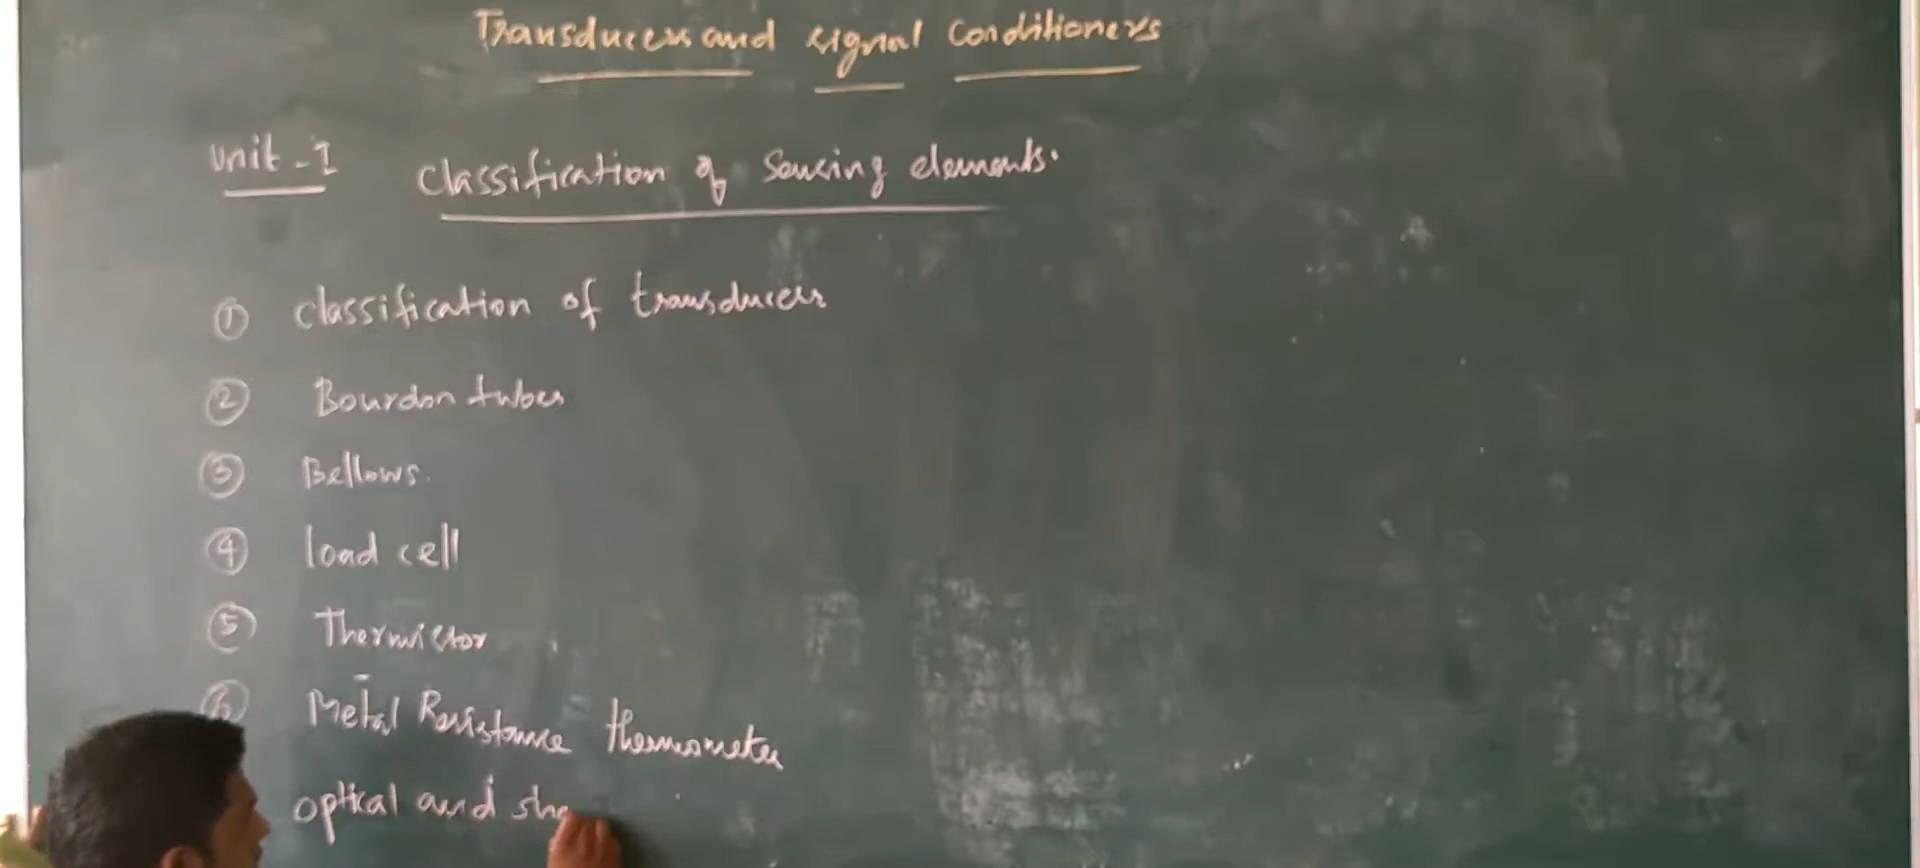 Transducers and signal Conditioners
Unit - I Classification of Sensing elements.
① classification of transducers
② Bourdon tubes
③ Bellows.
④ load cell
⑤ Thermistor
⑥ Metal Resistance thermometer
optical and